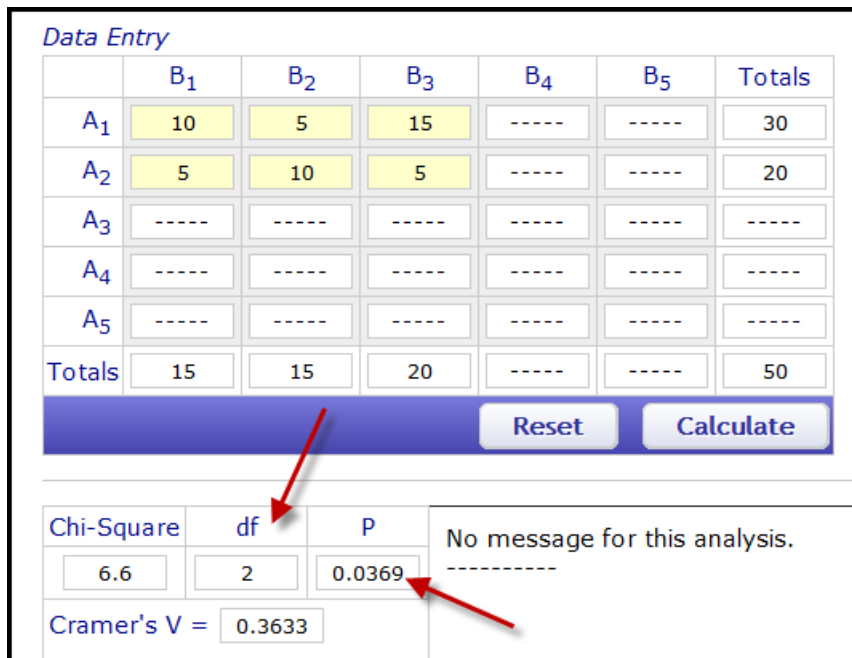 Data Entry
B1 B2 B3 B4 B5 Totals
A1 10 5 15 ----- ----- 30
A2 5 10 5 ----- ----- 20
A3 ----- ----- ----- ----- ----- -----
A4 ----- ----- ----- ----- ----- -----
A5 ----- ----- ----- ----- ----- -----
Totals 15 15 20 ----- ----- 50
Reset Calculate
Chi-Square df P
6.6 2 0.0369
No message for this analysis.
----------
Cramer's V = 0.3633